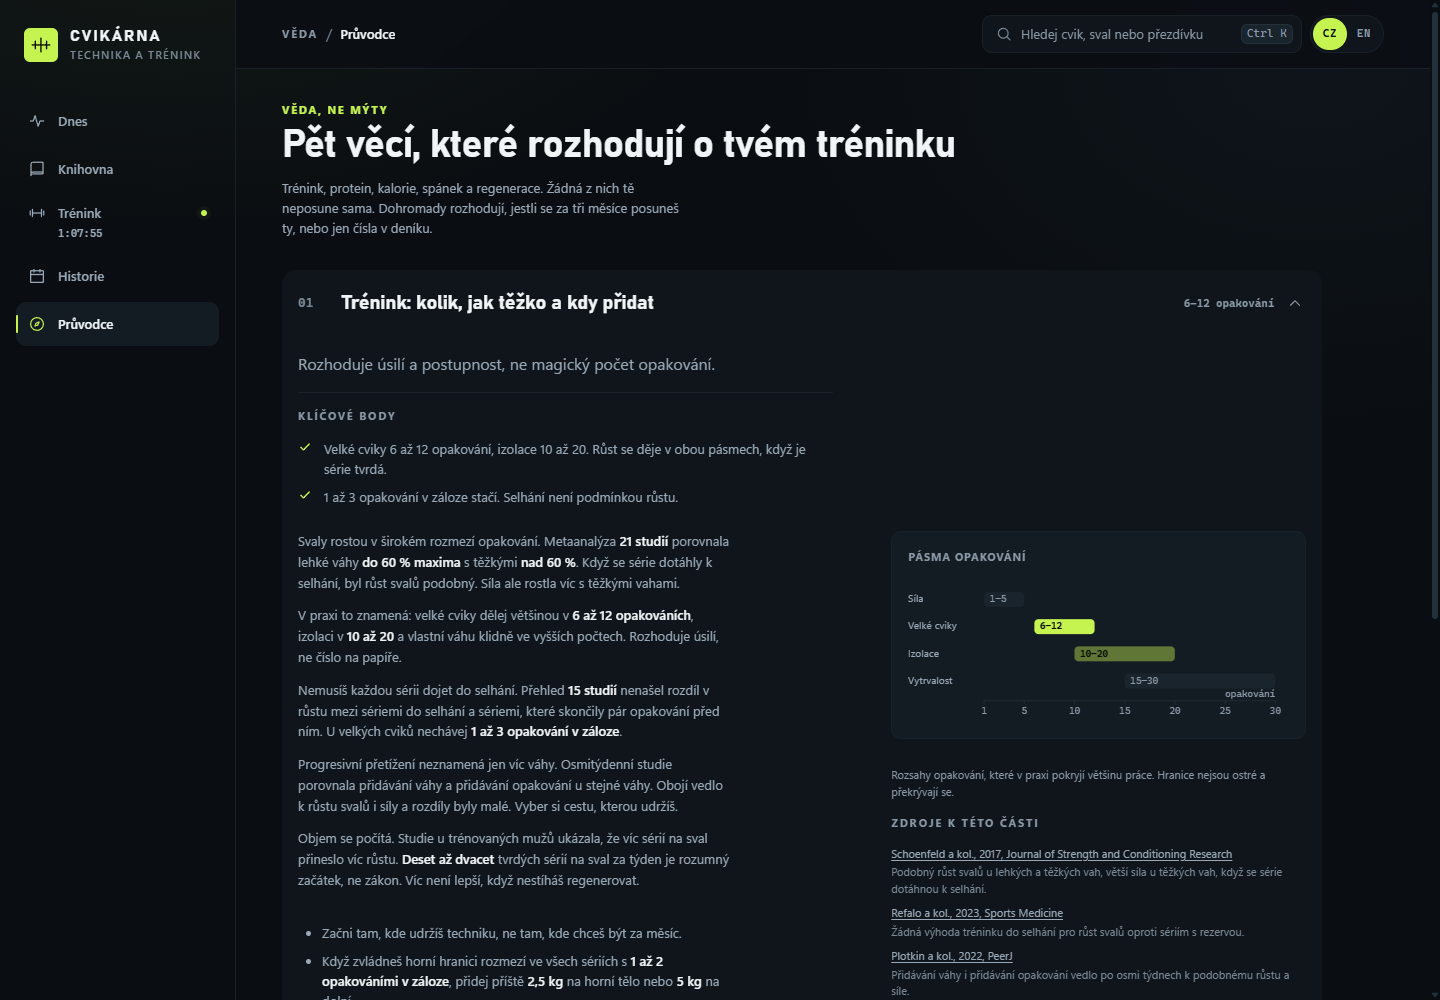 CVIKÁRNA
TECHNIKA A TRÉNINK
Dnes
Knihovna
Trénink
1:07:55
Historie
Průvodce
VĚDA / Průvodce
Hledej cvik, sval nebo přezdívku
Ctrl K
CZ
EN
VĚDA, NE MÝTY
Pět věcí, které rozhodují o tvém tréninku
Trénink, protein, kalorie, spánek a regenerace. Žádná z nich tě
neposune sama. Dohromady rozhodují, jestli se za tři měsíce posuneš
ty, nebo jen čísla v deníku.
01
Trénink: kolik, jak těžko a kdy přidat
6–12 opakování
Rozhoduje úsilí a postupnost, ne magický počet opakování.
KLÍČOVÉ BODY
Velké cviky 6 až 12 opakování, izolace 10 až 20. Růst se děje v obou pásmech, když je
série tvrdá.
1 až 3 opakování v záloze stačí. Selhání není podmínkou růstu.
Svaly rostou v širokém rozmezí opakování. Metaanalýza 21 studií porovnala
lehké váhy do 60 % maxima s těžkými nad 60 %. Když se série dotáhly k
selhání, byl růst svalů podobný. Síla ale rostla víc s těžkými vahami.
V praxi to znamená: velké cviky dělej většinou v 6 až 12 opakováních,
izolaci v 10 až 20 a vlastní váhu klidně ve vyšších počtech. Rozhoduje úsilí,
ne číslo na papíře.
Nemusíš každou sérii dojet do selhání. Přehled 15 studií nenašel rozdíl v
růstu mezi sériemi do selhání a sériemi, které skončily pár opakování před
ním. U velkých cviků nechávej 1 až 3 opakování v záloze.
Progresivní přetížení neznamená jen víc váhy. Osmitýdenní studie
porovnala přidávání váhy a přidávání opakování u stejné váhy. Obojí vedlo
k růstu svalů i síly a rozdíly byly malé. Vyber si cestu, kterou udržíš.
Objem se počítá. Studie u trénovaných mužů ukázala, že víc sérií na sval
přineslo víc růstu. Deset až dvacet tvrdých sérií na sval za týden je rozumný
začátek, ne zákon. Víc není lepší, když nestíháš regenerovat.
Začni tam, kde udržíš techniku, ne tam, kde chceš být za měsíc.
Když zvládneš horní hranici rozmezí ve všech sériích s 1 až 2
opakováními v záloze, přidej příště 2,5 kg na horní tělo nebo 5 kg na
dolní.
PÁSMA OPAKOVÁNÍ
Síla
1–5
Velké cviky
6–12
Izolace
10–20
Vytrvalost
15–30
opakování
1 5 10 15 20 25 30
Rozsahy opakování, které v praxi pokryjí většinu práce. Hranice nejsou ostré a
překrývají se.
ZDROJE K TÉTO ČÁSTI
Schoenfeld a kol., 2017, Journal of Strength and Conditioning Research
Podobný růst svalů u lehkých a těžkých vah, větší síla u těžkých vah, když se série
dotáhnou k selhání.
Refalo a kol., 2023, Sports Medicine
Žádná výhoda tréninku do selhání pro růst svalů oproti sériím s rezervou.
Plotkin a kol., 2022, PeerJ
Přidávání váhy i přidávání opakování vedlo po osmi týdnech k podobnému růstu a
síle.